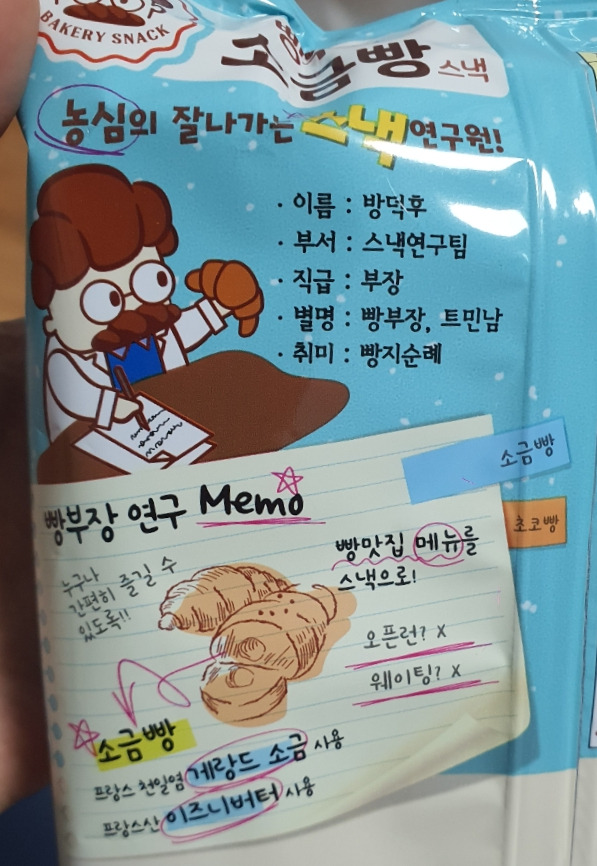 BAKERY SNACK
소금빵 스낵
농심의 잘나가는 스낵연구원!
· 이름 : 방덕후
· 부서 : 스낵연구팀
· 직급 : 부장
· 별명 : 빵부장, 트민남
· 취미 : 빵지순례
소금빵
초코빵
빵부장 연구 Memo
누구나
간편히 즐길 수
있도록!!
빵맛집 메뉴를
스낵으로!
오픈런? X
웨이팅? X
소금빵
프랑스 천일염 게랑드 소금 사용
프랑스산 이즈니버터 사용